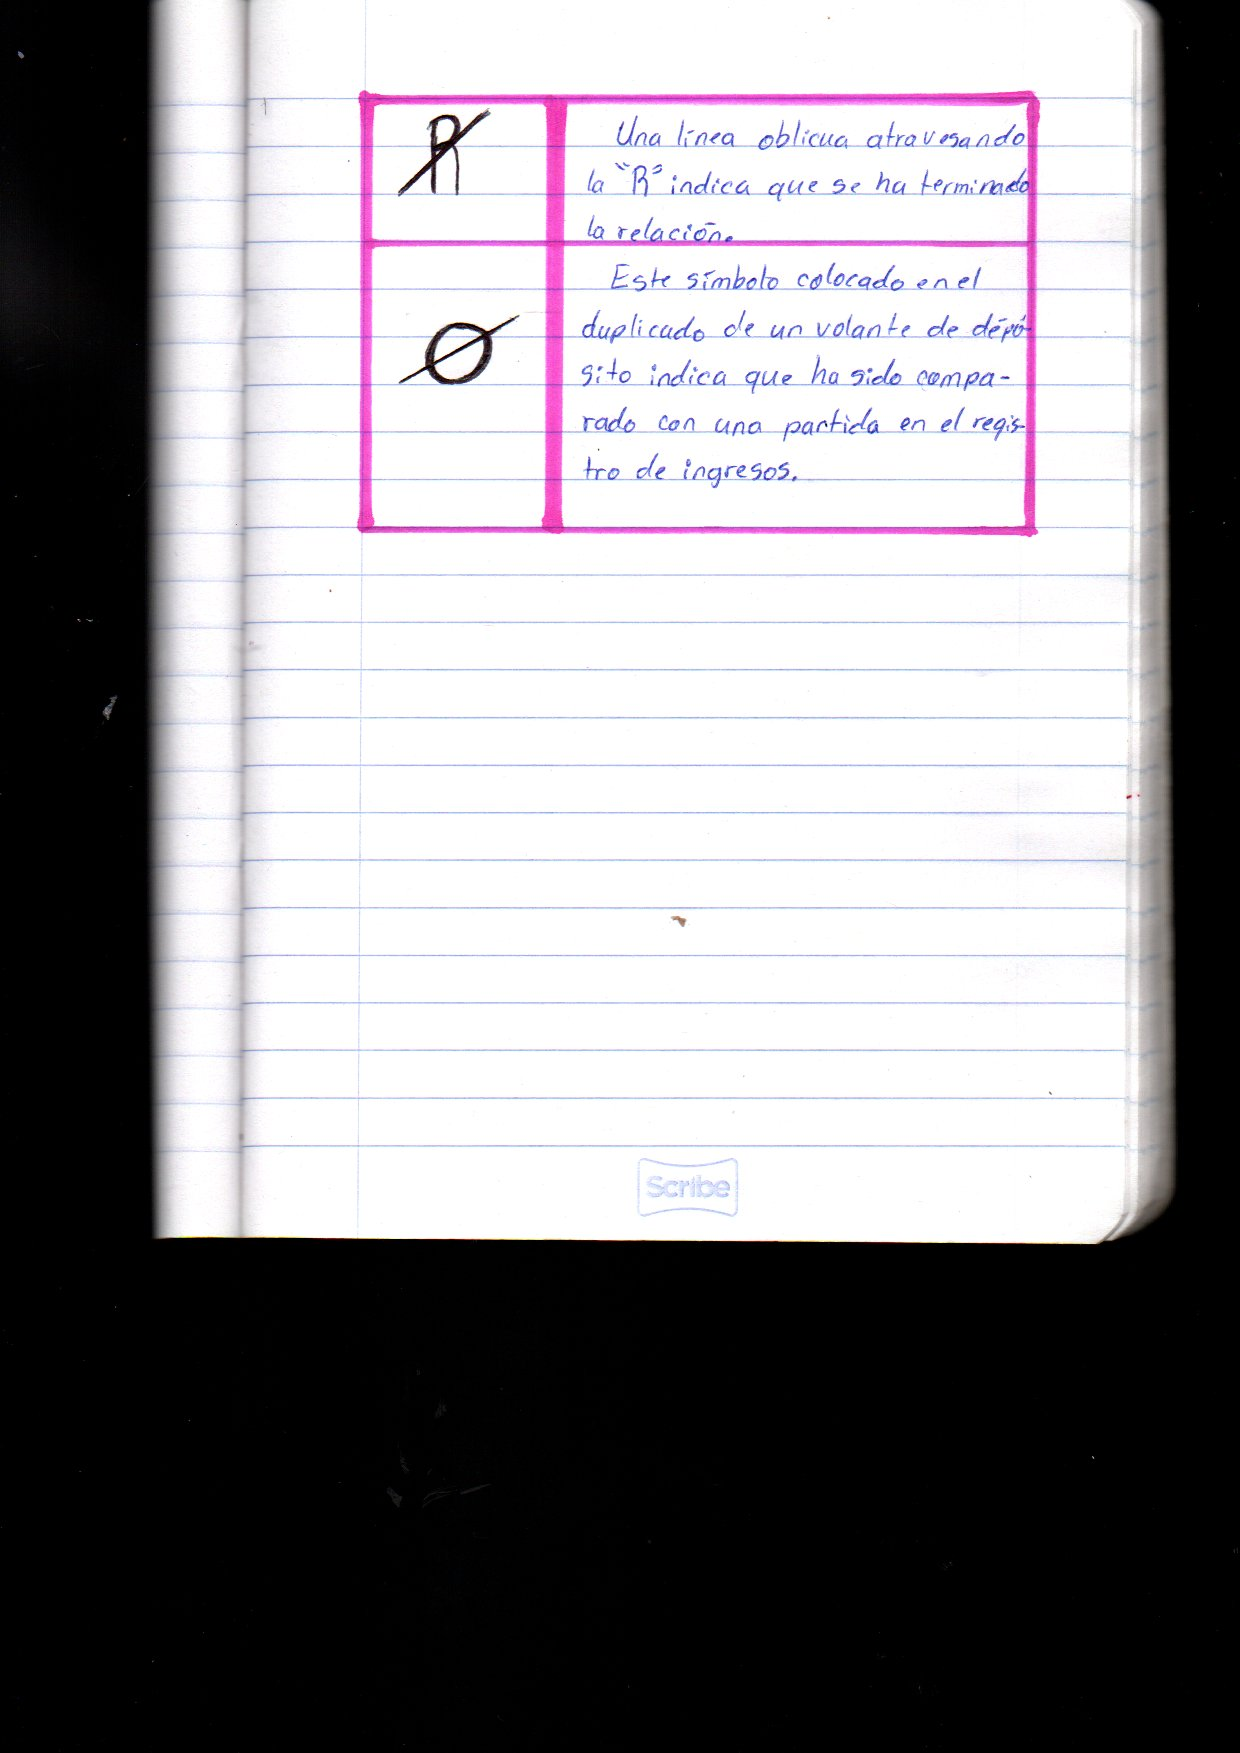 R
Una línea oblicua atravesando
la "R" indica que se ha terminado
la relación.
Ø
Este símbolo colocado en el
duplicado de un volante de dépó-
sito indica que ha sido compa-
rado con una partida en el regis-
tro de ingresos.
Scribe